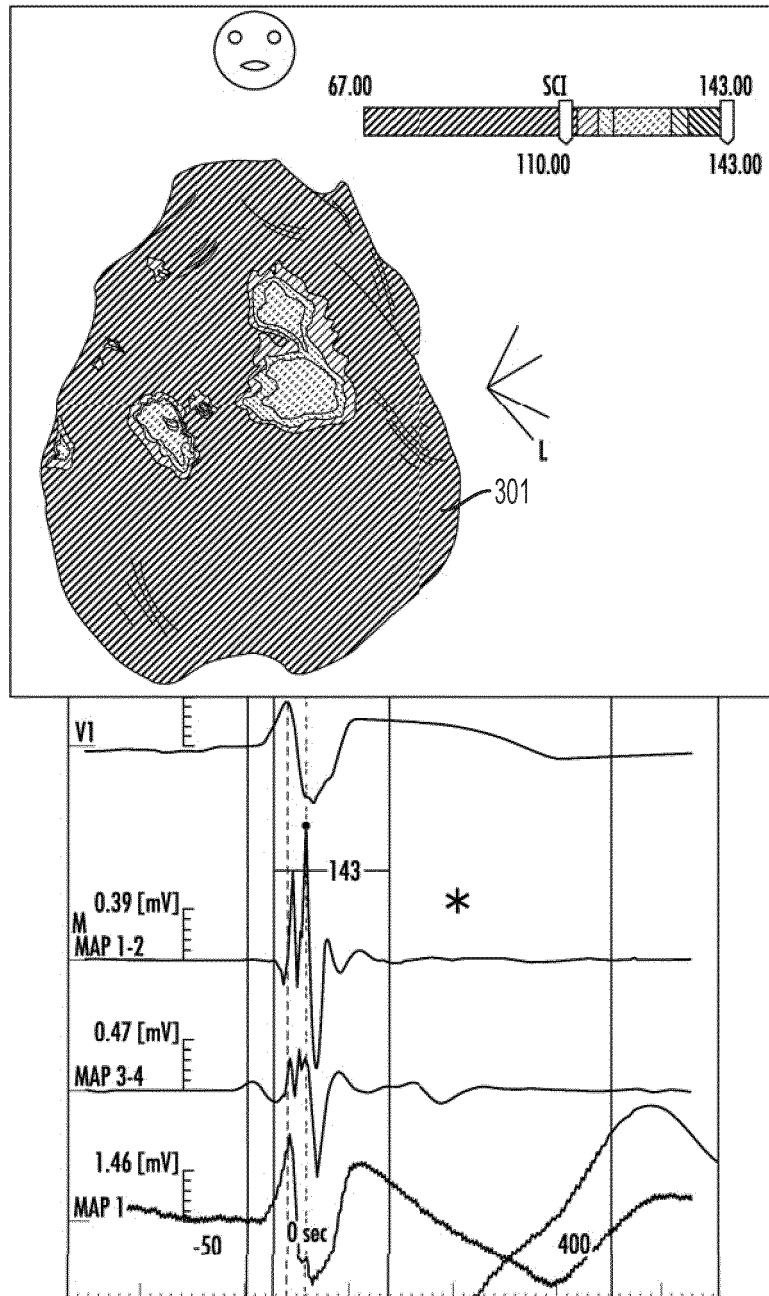 67.00 SCI 143.00
110.00 143.00
L
301
V1
143
0.39 [mV]
M
MAP 1-2
0.47 [mV]
MAP 3-4
1.46 [mV]
MAP 1
-50 0 sec 400